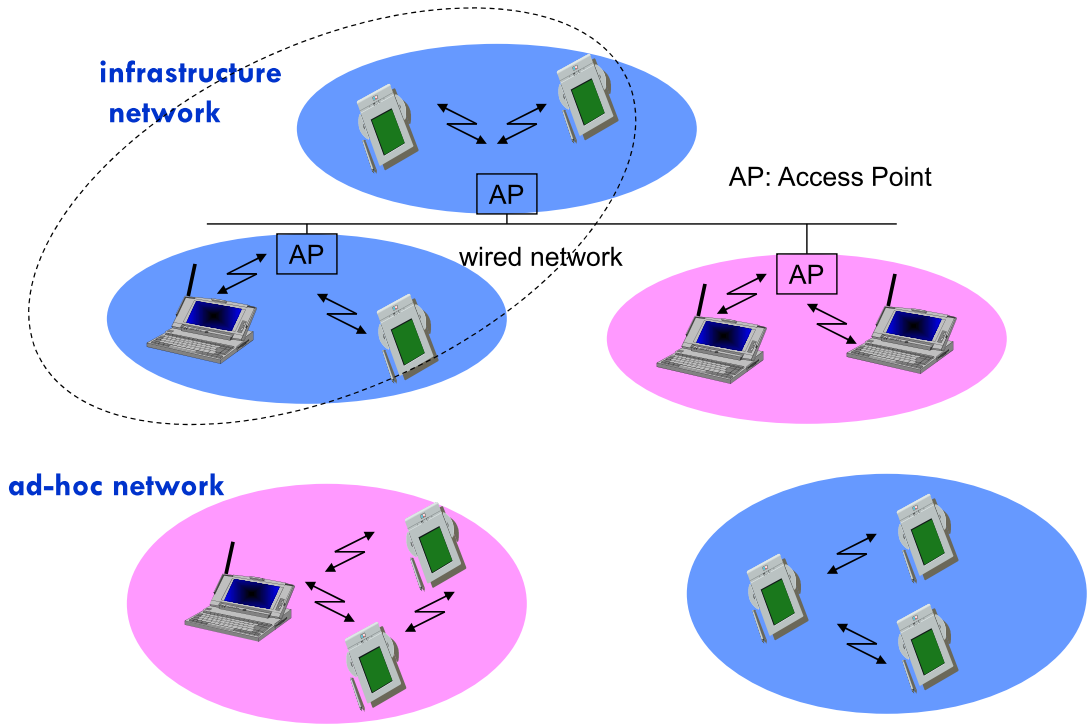 infrastructure
network
AP: Access Point
AP
wired network
AP
AP
ad-hoc network